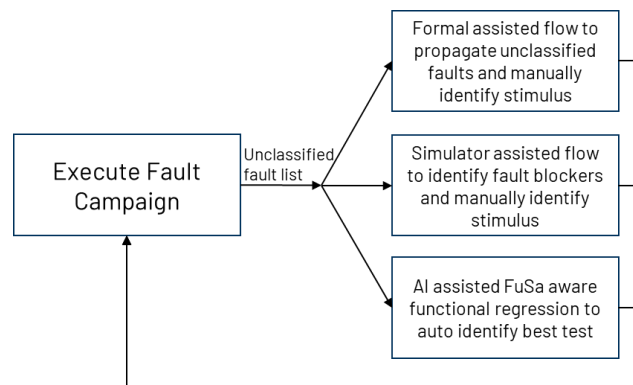 Formal assisted flow to
propagate unclassified
faults and manually
identify stimulus
Execute Fault
Campaign
Unclassified
fault list
Simulator assisted flow
to identify fault blockers
and manually identify
stimulus
AI assisted FuSa aware
functional regression to
auto identify best test